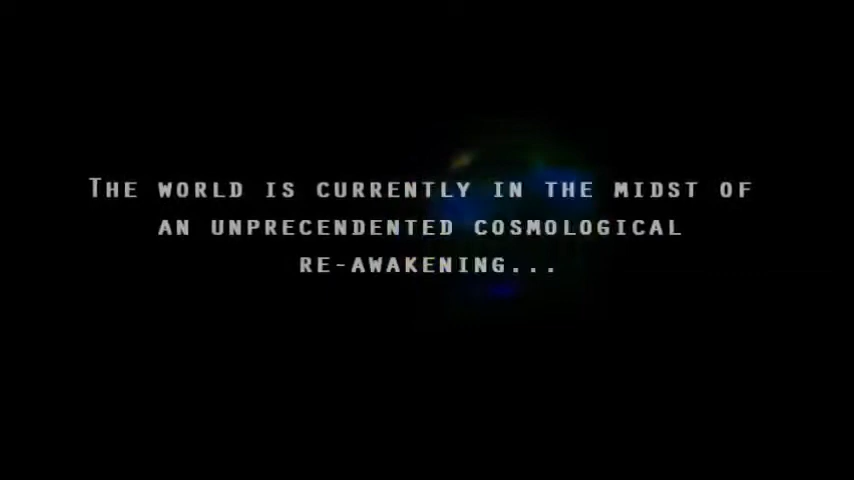 The world is currently in the midst of
an unprecendented cosmological
re-awakening...